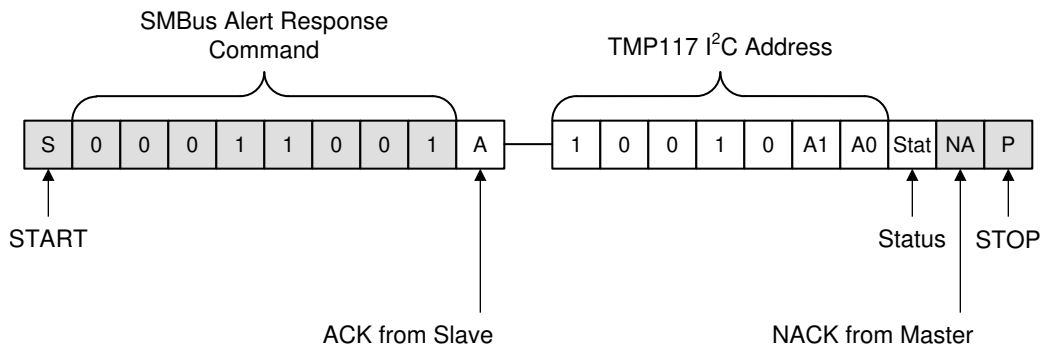 SMBus Alert Response
Command
TMP117 I²C Address
S 0 0 0 1 1 0 0 1 A 1 0 0 1 0 A1 A0 Stat NA P
START
Status
STOP
ACK from Slave
NACK from Master